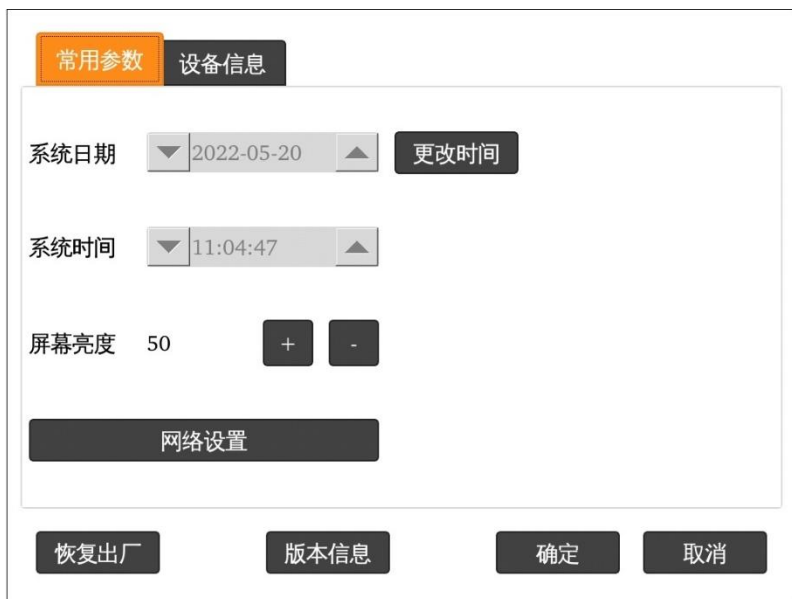 常用参数 设备信息
系统日期 2022-05-20 更改时间
系统时间 11:04:47
屏幕亮度 50 + -
网络设置
恢复出厂 版本信息 确定 取消